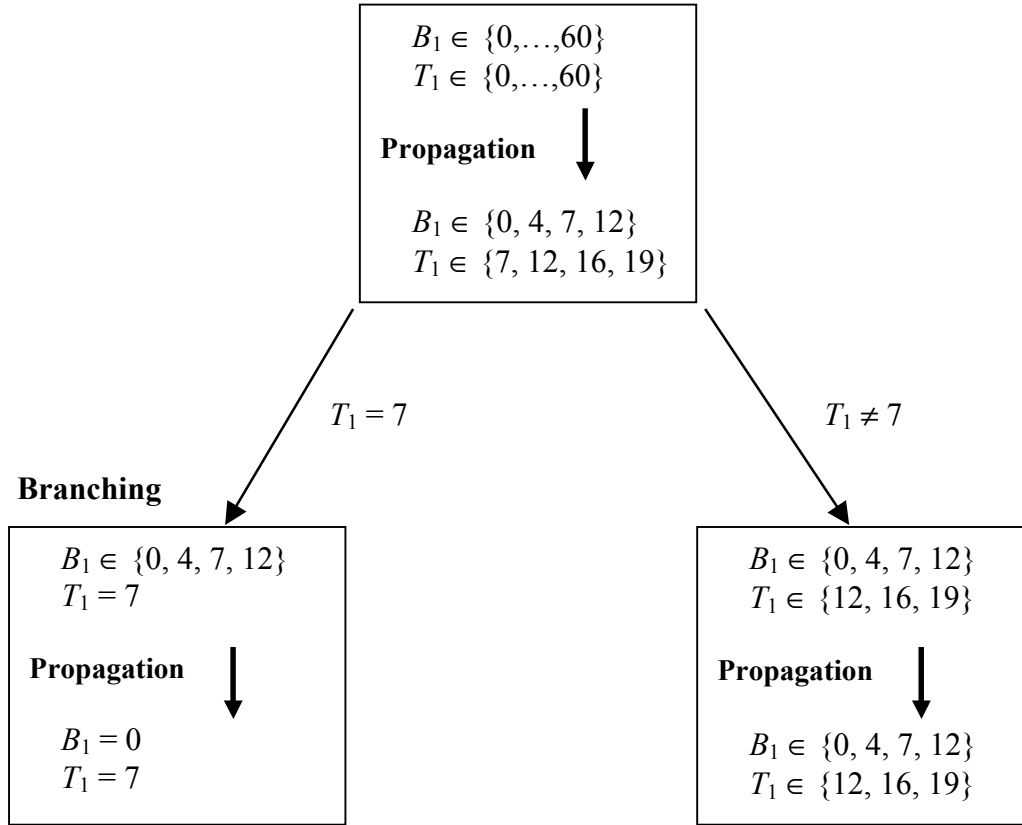 B₁ ∈ {0,…,60}
T₁ ∈ {0,…,60}
Propagation
B₁ ∈ {0, 4, 7, 12}
T₁ ∈ {7, 12, 16, 19}
T₁ = 7
T₁ ≠ 7
Branching
B₁ ∈ {0, 4, 7, 12}
T₁ = 7
Propagation
B₁ = 0
T₁ = 7
B₁ ∈ {0, 4, 7, 12}
T₁ ∈ {12, 16, 19}
Propagation
B₁ ∈ {0, 4, 7, 12}
T₁ ∈ {12, 16, 19}